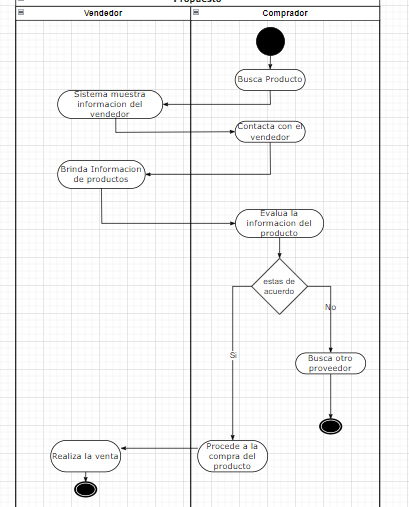 Propuesto
Vendedor
Comprador
Busca Producto
Sistema muestra
informacion del
vendedor
Contacta con el
vendedor
Brinda Informacion
de productos
Evalua la
informacion del
producto
estas de
acuerdo
No
Si
Busca otro
proveedor
Procede a la
compra del
producto
Realiza la venta